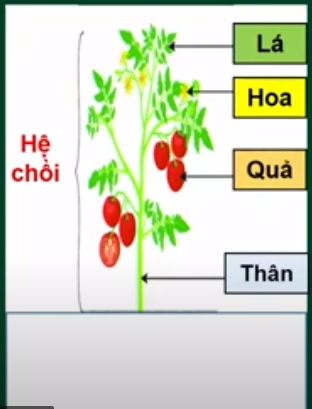 Lá
Hoa
Hệ
chồi
Quả
Thân